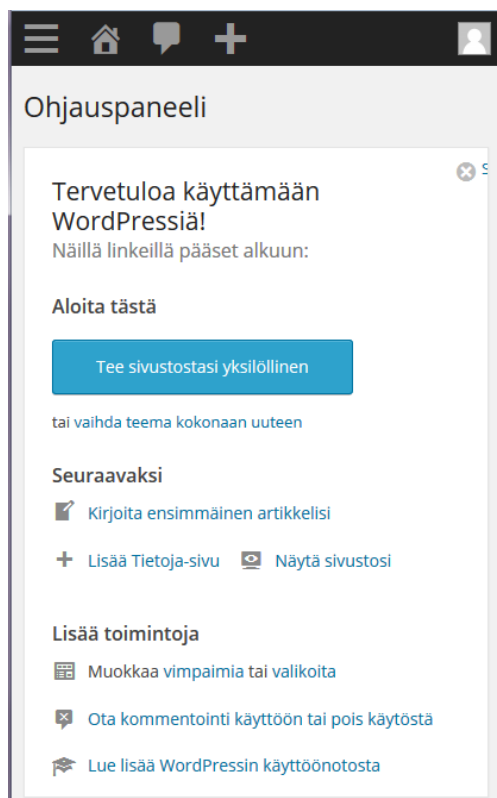 Ohjauspaneeli
S
Tervetuloa käyttämään
WordPressiä!
Näillä linkeillä pääset alkuun:
Aloita tästä
Tee sivustostasi yksilöllinen
tai vaihda teema kokonaan uuteen
Seuraavaksi
Kirjoita ensimmäinen artikkelisi
Lisää Tietoja-sivu Näytä sivustosi
Lisää toimintoja
Muokkaa vimpaimia tai valikoita
Ota kommentointi käyttöön tai pois käytöstä
Lue lisää WordPressin käyttöönotosta